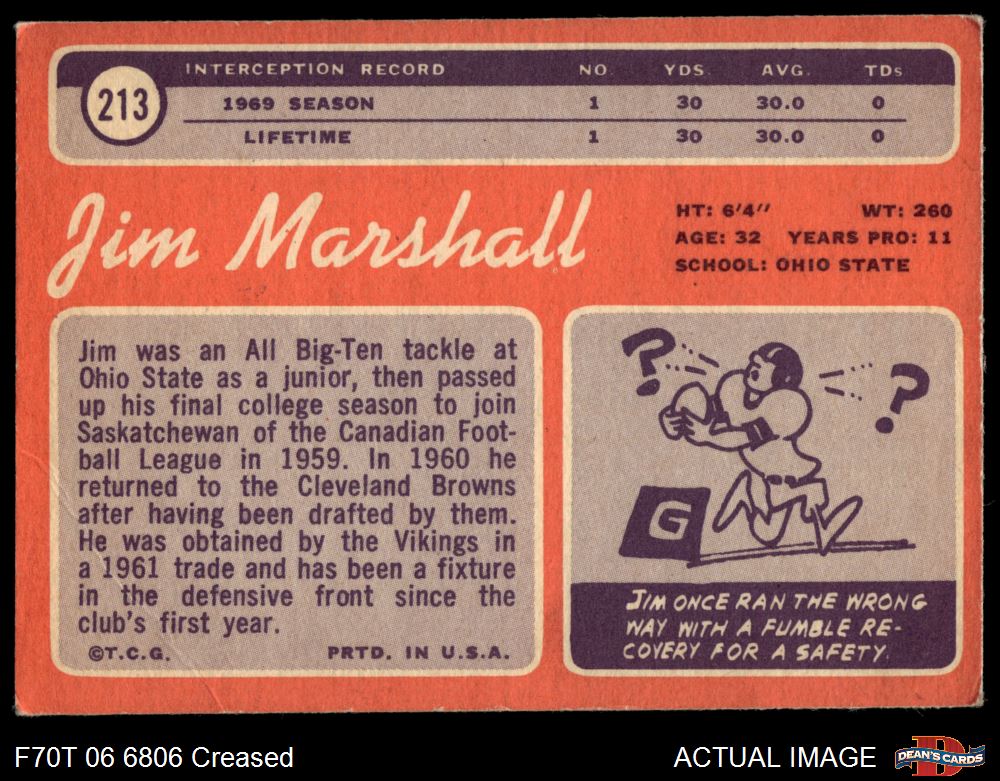 INTERCEPTION RECORD NO. YDS. AVG. TDs
213
1969 SEASON 1 30 30.0 0
LIFETIME 1 30 30.0 0
Jim Marshall
HT: 6'4" WT: 260
AGE: 32 YEARS PRO: 11
SCHOOL: OHIO STATE
Jim was an All Big-Ten tackle at
Ohio State as a junior, then passed
up his final college season to join
Saskatchewan of the Canadian Foot-
ball League in 1959. In 1960 he
returned to the Cleveland Browns
after having been drafted by them.
He was obtained by the Vikings in
a 1961 trade and has been a fixture
in the defensive front since the
club's first year.
©T.C.G. PRTD. IN U.S.A.
? ?
G
JIM ONCE RAN THE WRONG
WAY WITH A FUMBLE RE-
COVERY FOR A SAFETY.
F70T 06 6806 Creased ACTUAL IMAGE
D
DEAN'S CARDS